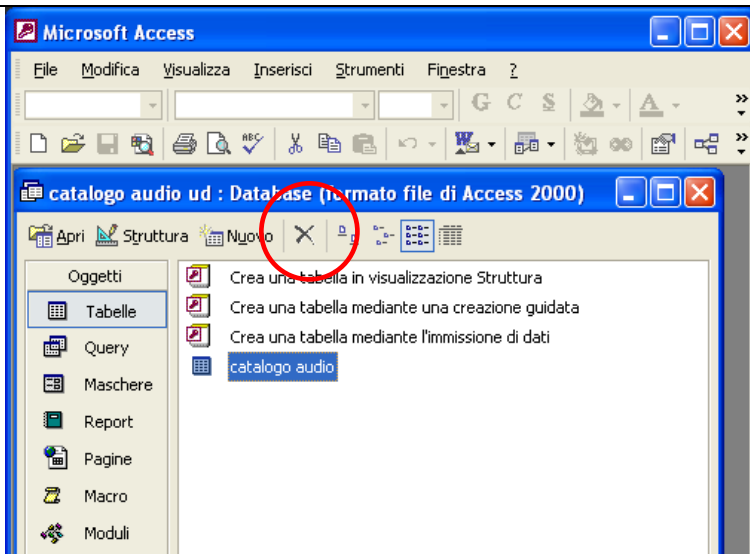 Microsoft Access
File Modifica Visualizza Inserisci Strumenti Finestra ?
G C S A
ABC W
catalogo audio ud : Database (formato file di Access 2000)
Apri Struttura Nuovo
Oggetti
Tabelle
Query
Maschere
Report
Pagine
Macro
Moduli
Crea una tabella in visualizzazione Struttura
Crea una tabella mediante una creazione guidata
Crea una tabella mediante l'immissione di dati
catalogo audio